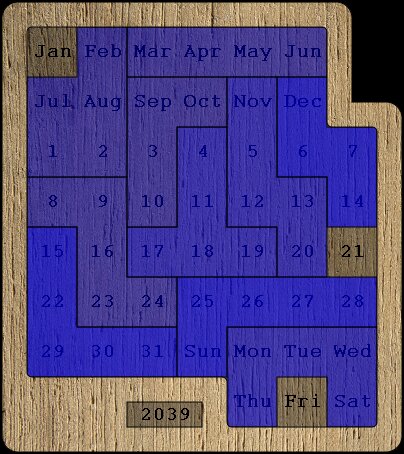 Jan Feb Mar Apr May Jun
Jul Aug Sep Oct Nov Dec
1 2 3 4 5 6 7
8 9 10 11 12 13 14
15 16 17 18 19 20 21
22 23 24 25 26 27 28
29 30 31 Sun Mon Tue Wed
Thu Fri Sat
2039